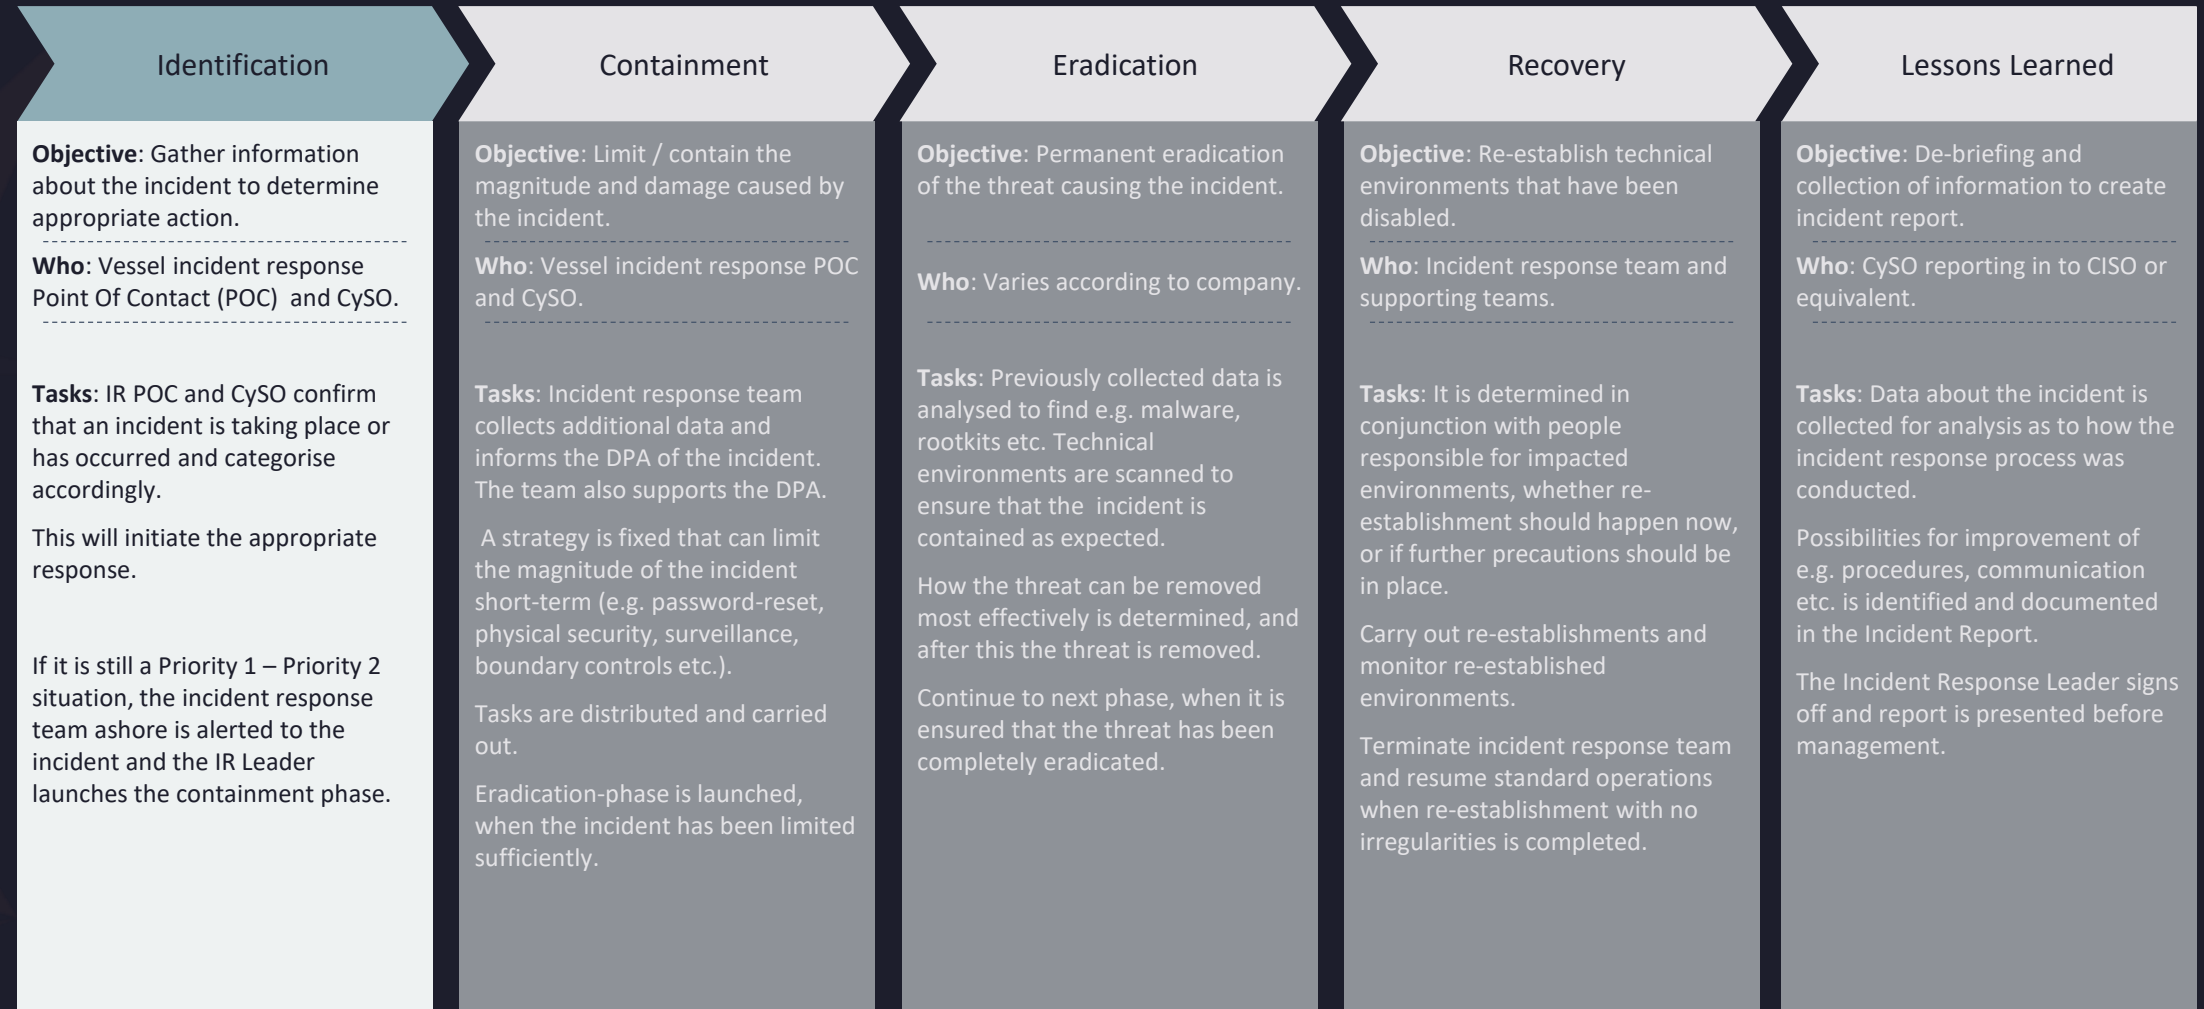 Identification
Objective: Gather information
about the incident to determine
appropriate action.
Who: Vessel incident response
Point Of Contact (POC)  and CySO.
Tasks: IR POC and CySO confirm
that an incident is taking place or
has occurred and categorise
accordingly.
This will initiate the appropriate
response.
If it is still a Priority 1 – Priority 2
situation, the incident response
team ashore is alerted to the
incident and the IR Leader
launches the containment phase.
Containment
Objective: Limit / contain the
magnitude and damage caused by
the incident.
Who: Vessel incident response POC
and CySO.
Tasks: Incident response team
collects additional data and
informs the DPA of the incident.
The team also supports the DPA.
A strategy is fixed that can limit
the magnitude of the incident
short-term (e.g. password-reset,
physical security, surveillance,
boundary controls etc.).
Tasks are distributed and carried
out.
Eradication-phase is launched,
when the incident has been limited
sufficiently.
Eradication
Objective: Permanent eradication
of the threat causing the incident.
Who: Varies according to company.
Tasks: Previously collected data is
analysed to find e.g. malware,
rootkits etc. Technical
environments are scanned to
ensure that the  incident is
contained as expected.
How the threat can be removed
most effectively is determined, and
after this the threat is removed.
Continue to next phase, when it is
ensured that the threat has been
completely eradicated.
Recovery
Objective: Re-establish technical
environments that have been
disabled.
Who: Incident response team and
supporting teams.
Tasks: It is determined in
conjunction with people
responsible for impacted
environments, whether re-
establishment should happen now,
or if further precautions should be
in place.
Carry out re-establishments and
monitor re-established
environments.
Terminate incident response team
and resume standard operations
when re-establishment with no
irregularities is completed.
Lessons Learned
Objective: De-briefing and
collection of information to create
incident report.
Who: CySO reporting in to CISO or
equivalent.
Tasks: Data about the incident is
collected for analysis as to how the
incident response process was
conducted.
Possibilities for improvement of
e.g. procedures, communication
etc. is identified and documented
in the Incident Report.
The Incident Response Leader signs
off and report is presented before
management.